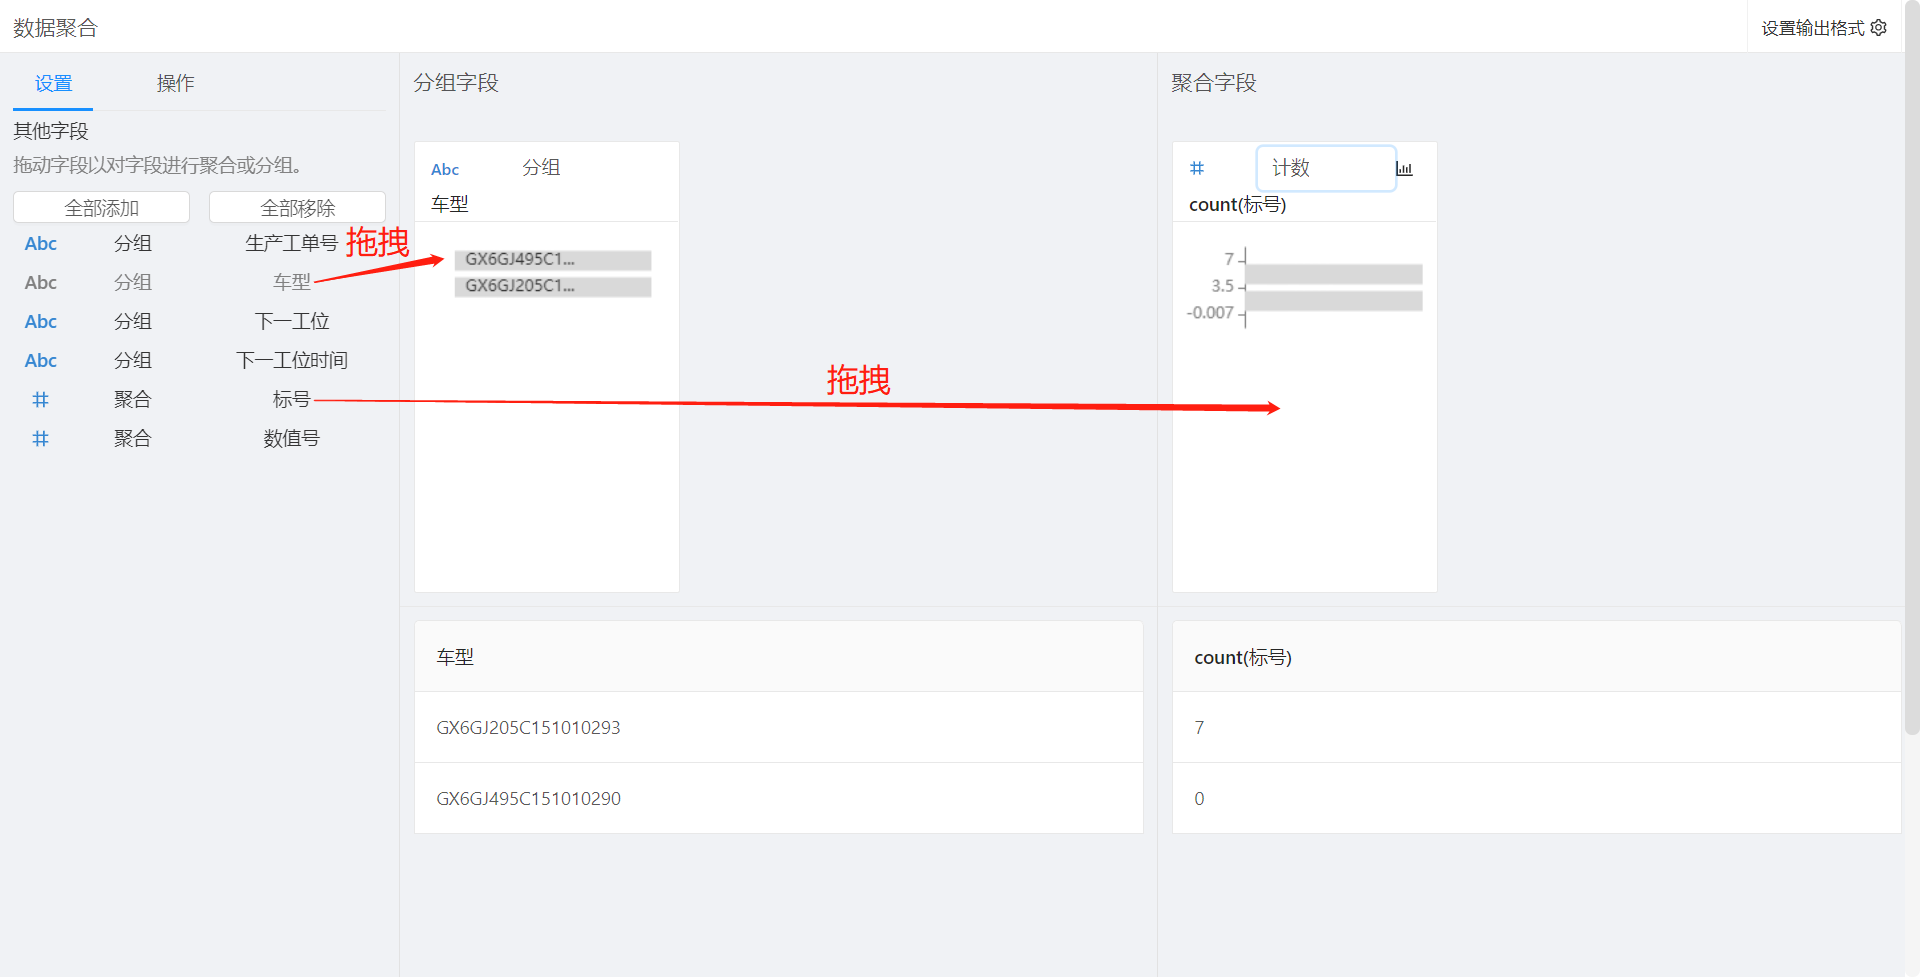 数据聚合
设置输出格式
设置 操作
其他字段
拖动字段以对字段进行聚合或分组。
全部添加 全部移除
Abc 分组 生产工单号
Abc 分组 车型
Abc 分组 下一工位
Abc 分组 下一工位时间
# 聚合 标号
# 聚合 数值号
拖拽
拖拽
分组字段
Abc 分组
车型
GX6GJ495C1...
GX6GJ205C1...
聚合字段
# 计数
count(标号)
7
3.5
-0.007
车型
GX6GJ205C151010293
GX6GJ495C151010290
count(标号)
7
0